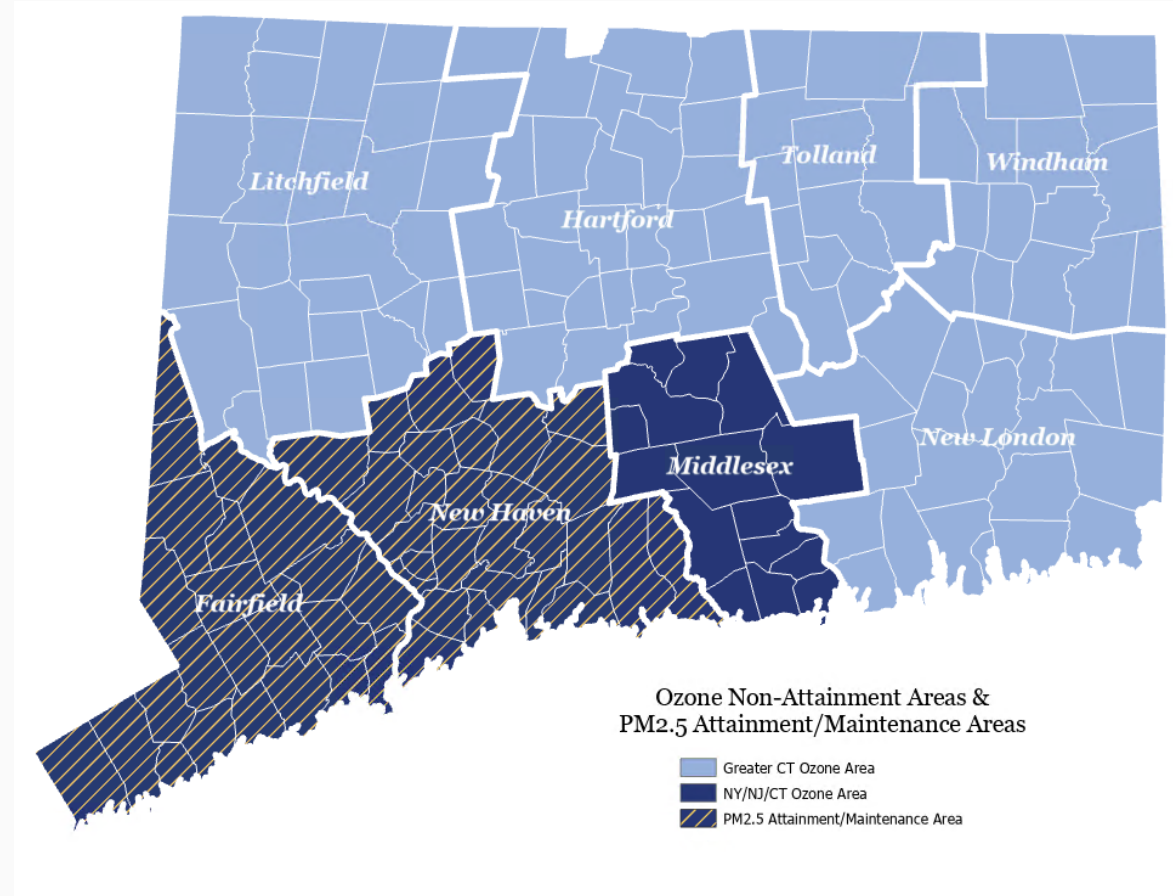 Litchfield
Hartford
Tolland
Windham
New London
Middlesex
New Haven
Fairfield
Ozone Non-Attainment Areas &
PM2.5 Attainment/Maintenance Areas
Greater CT Ozone Area
NY/NJ/CT Ozone Area
PM2.5 Attainment/Maintenance Area